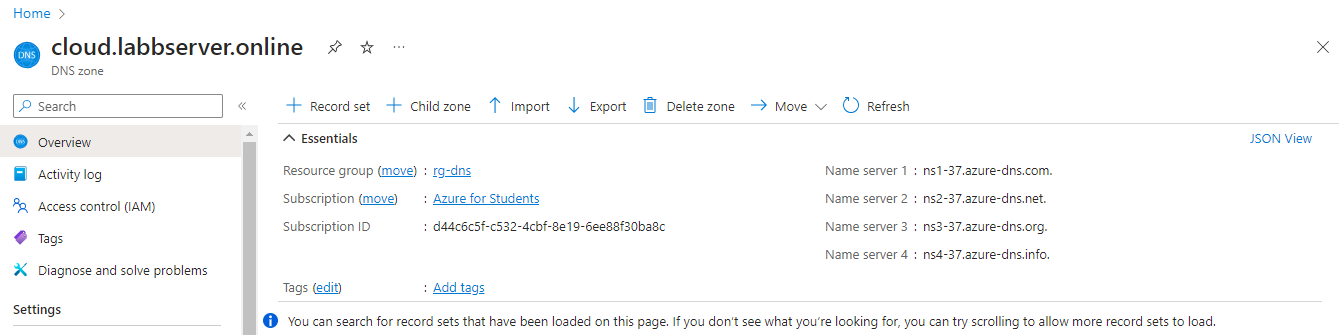 Home
cloud.labbserver.online
DNS
DNS zone
Search
Record set Child zone Import Export Delete zone Move Refresh
DNS Overview
Essentials
JSON View
Activity log
Resource group (move) : rg-dns
Name server 1 : ns1-37.azure-dns.com.
Access control (IAM)
Subscription (move) : Azure for Students
Name server 2 : ns2-37.azure-dns.net.
Subscription ID : d44c6c5f-c532-4cbf-8e19-6ee88f30ba8c
Name server 3 : ns3-37.azure-dns.org.
Tags
Name server 4 : ns4-37.azure-dns.info.
Diagnose and solve problems
Tags (edit) : Add tags
Settings
You can search for record sets that have been loaded on this page. If you don't see what you're looking for, you can try scrolling to allow more record sets to load.